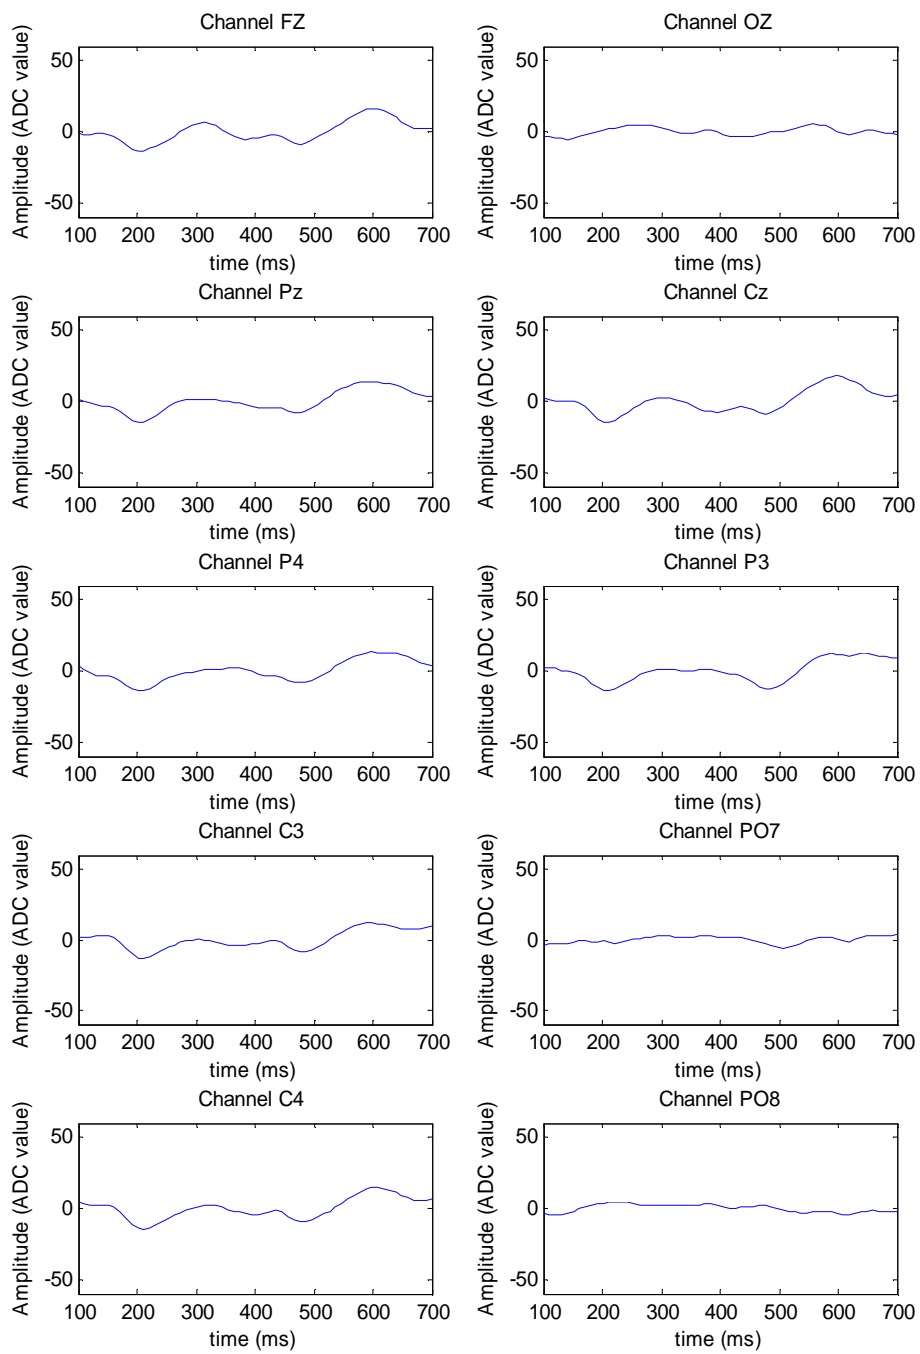 Channel FZ
Amplitude (ADC value)
50
0
-50
100 200 300 400 500 600 700
time (ms)
Channel OZ
Amplitude (ADC value)
50
0
-50
100 200 300 400 500 600 700
time (ms)
Channel Pz
Amplitude (ADC value)
50
0
-50
100 200 300 400 500 600 700
time (ms)
Channel Cz
Amplitude (ADC value)
50
0
-50
100 200 300 400 500 600 700
time (ms)
Channel P4
Amplitude (ADC value)
50
0
-50
100 200 300 400 500 600 700
time (ms)
Channel P3
Amplitude (ADC value)
50
0
-50
100 200 300 400 500 600 700
time (ms)
Channel C3
Amplitude (ADC value)
50
0
-50
100 200 300 400 500 600 700
time (ms)
Channel PO7
Amplitude (ADC value)
50
0
-50
100 200 300 400 500 600 700
time (ms)
Channel C4
Amplitude (ADC value)
50
0
-50
100 200 300 400 500 600 700
time (ms)
Channel PO8
Amplitude (ADC value)
50
0
-50
100 200 300 400 500 600 700
time (ms)